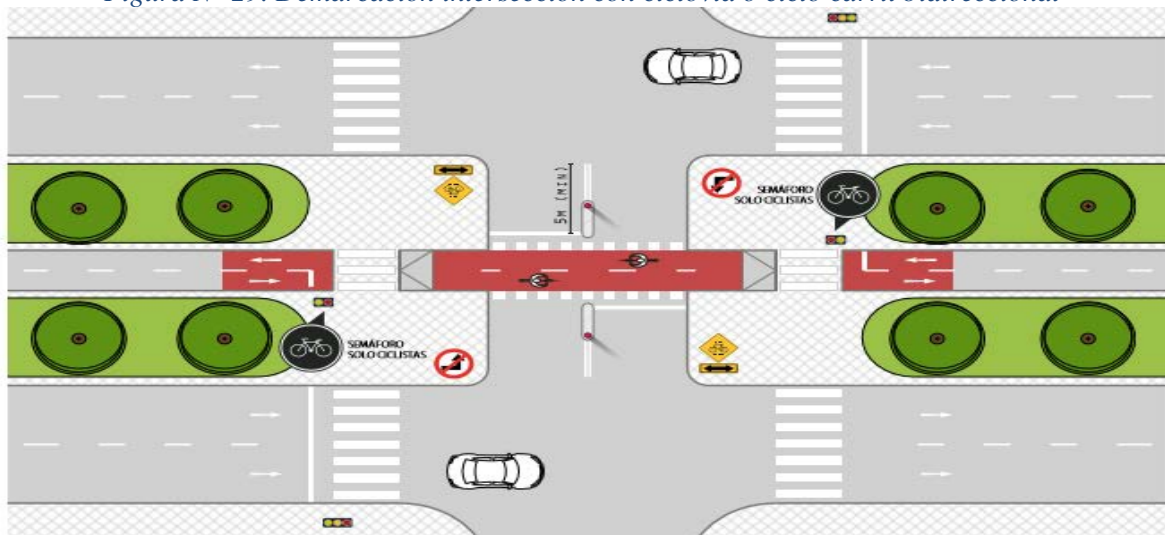 Figura N° 29: Demarcación intersección con ciclovía o ciclo carril bidireccional
5M (MIN)
SEMÁFORO
SOLO CICLISTAS
SEMÁFORO
SOLO CICLISTAS